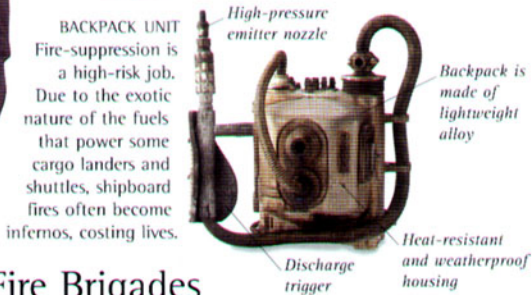 BACKPACK UNIT
Fire-suppression is
a high-risk job.
Due to the exotic
nature of the fuels
that power some
cargo landers and
shuttles, shipboard
fires often become
infernos, costing lives.
High-pressure
emitter nozzle
Backpack is
made of
lightweight
alloy
Heat-resistant
and weatherproof
housing
Discharge
trigger
Fire Brigades